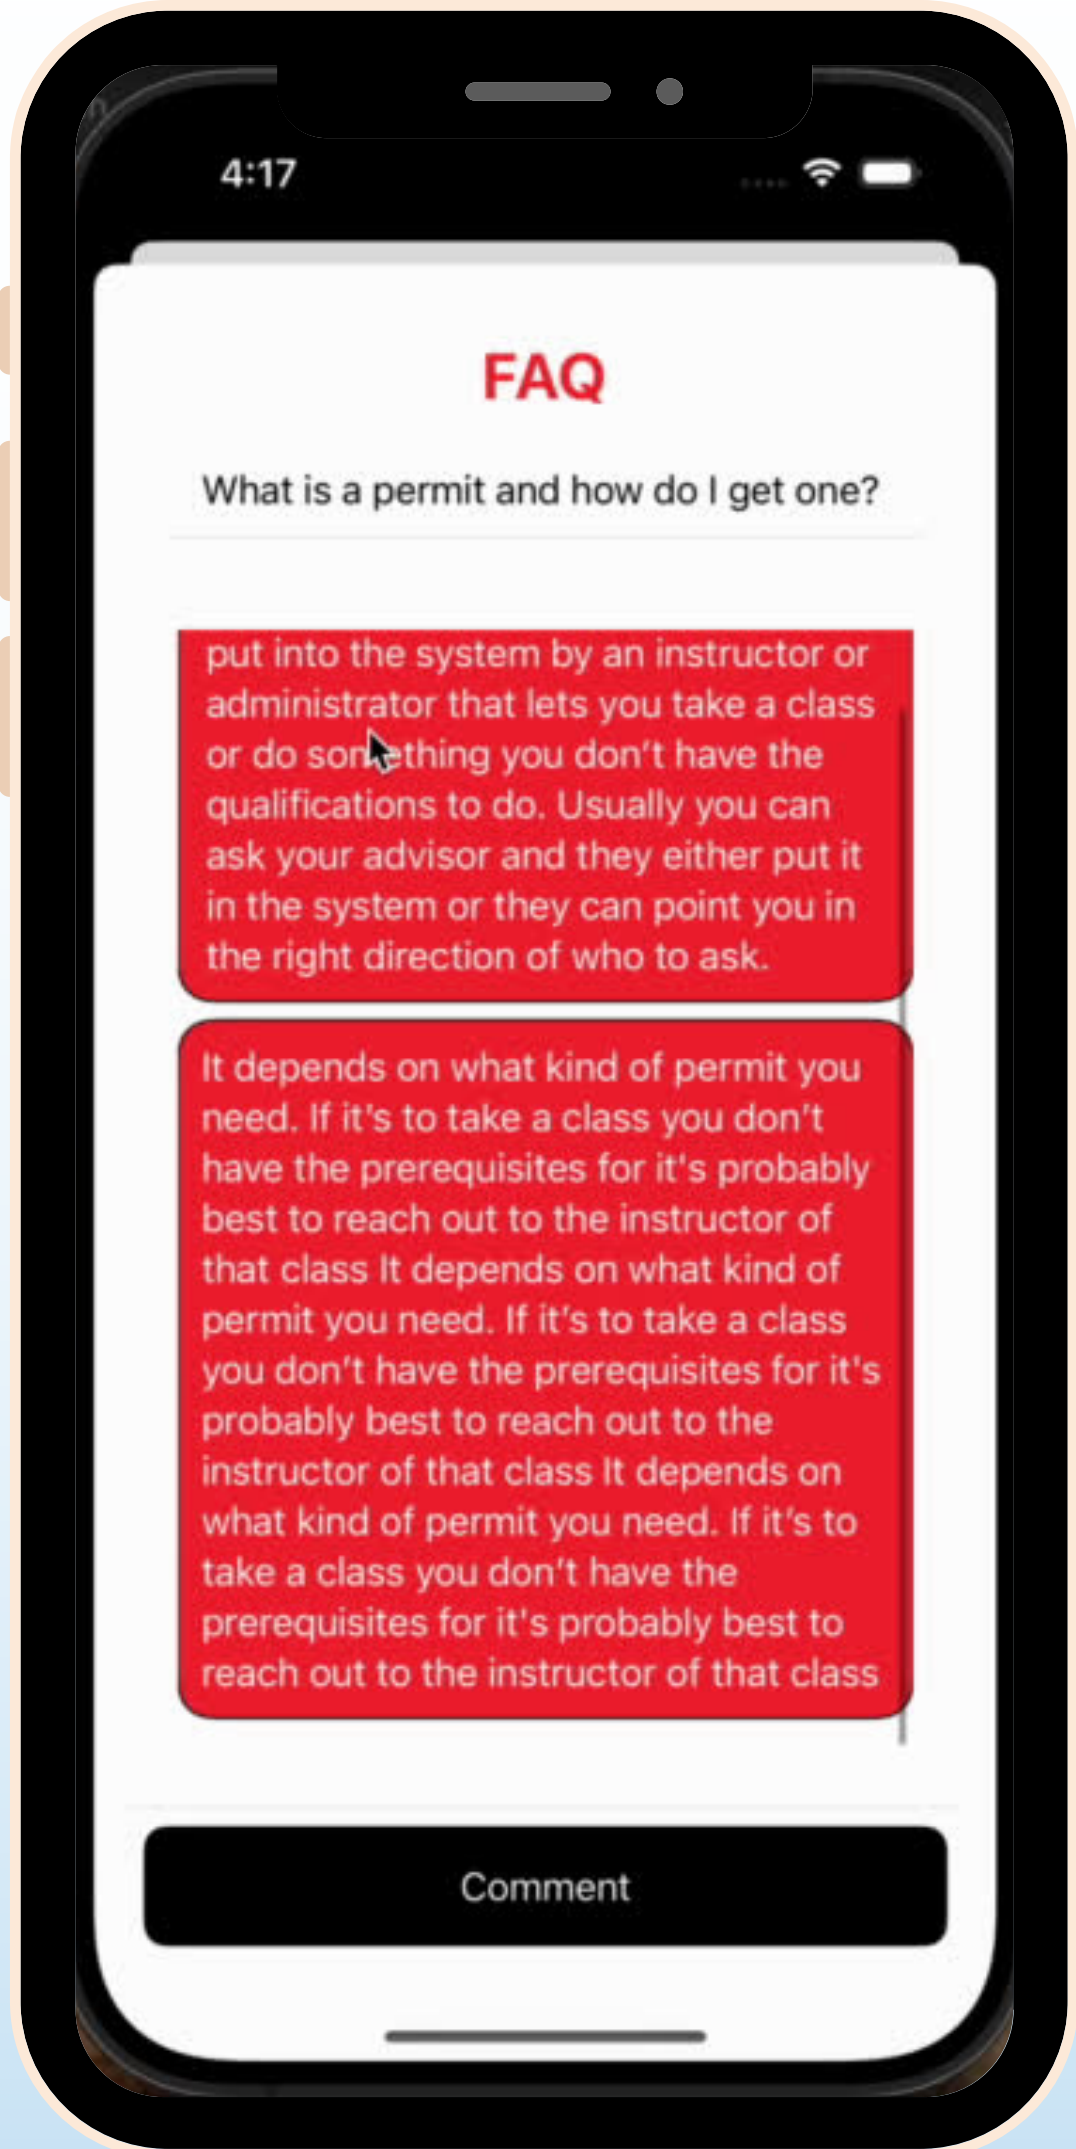 4:17
FAQ
What is a permit and how do I get one?
put into the system by an instructor or
administrator that lets you take a class
or do something you don’t have the
qualifications to do. Usually you can
ask your advisor and they either put it
in the system or they can point you in
the right direction of who to ask.
It depends on what kind of permit you
need. If it’s to take a class you don’t
have the prerequisites for it's probably
best to reach out to the instructor of
that class It depends on what kind of
permit you need. If it’s to take a class
you don’t have the prerequisites for it's
probably best to reach out to the
instructor of that class It depends on
what kind of permit you need. If it’s to
take a class you don’t have the
prerequisites for it's probably best to
reach out to the instructor of that class
Comment